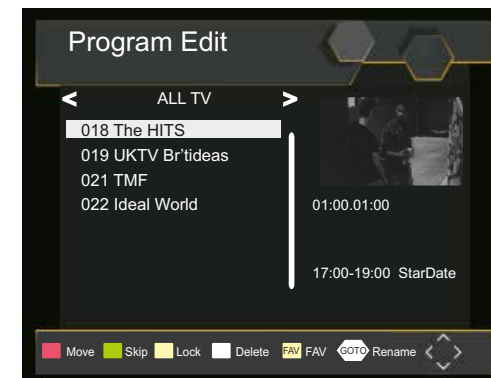 Program Edit
< ALL TV >
018 The HITS
019 UKTV Br'tideas
021 TMF
022 Ideal World
01:00.01:00
17:00-19:00 StarDate
Move Skip Lock Delete FAV FAV GOTO Rename